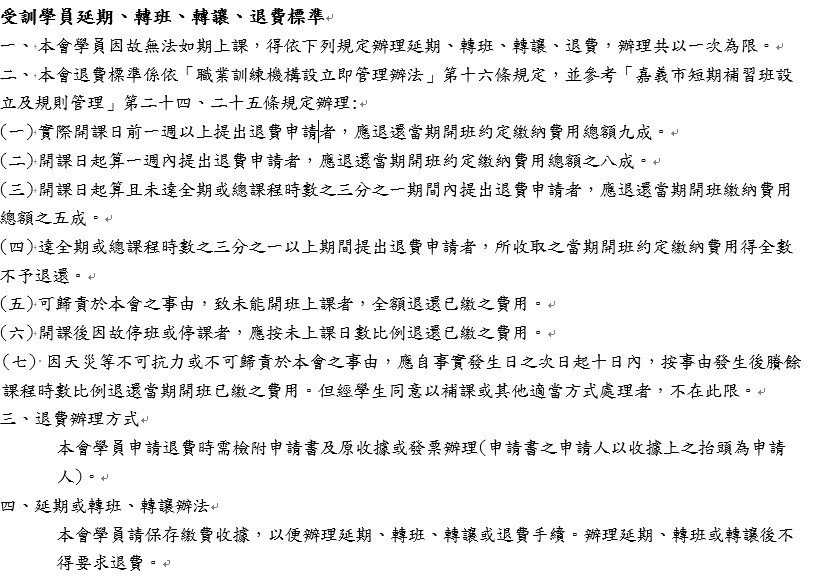 受訓學員延期、轉班、轉讓、退費標準
一、本會學員因故無法如期上課，得依下列規定辦理延期、轉班、轉讓、退費，辦理共以一次為限。
二、本會退費標準係依「職業訓練機構設立即管理辦法」第十六條規定，並參考「嘉義市短期補習班設
立及規則管理」第二十四、二十五條規定辦理:
(一)實際開課日前一週以上提出退費申請者，應退還當期開班約定繳納費用總額九成。
(二)開課日起算一週內提出退費申請者，應退還當期開班約定繳納費用總額之八成。
(三)開課日起算且未達全期或總課程時數之三分之一期間內提出退費申請者，應退還當期開班繳納費用
總額之五成。
(四)達全期或總課程時數之三分之一以上期間提出退費申請者，所收取之當期開班約定繳納費用得全數
不予退還。
(五)可歸責於本會之事由，致未能開班上課者，全額退還已繳之費用。
(六)開課後因故停班或停課者，應按未上課日數比例退還已繳之費用。
(七) 因天災等不可抗力或不可歸責於本會之事由，應自事實發生日之次日起十日內，按事由發生後賸餘
課程時數比例退還當期開班已繳之費用。但經學生同意以補課或其他適當方式處理者，不在此限。
三、退費辦理方式
本會學員申請退費時需檢附申請書及原收據或發票辦理(申請書之申請人以收據上之抬頭為申請
人)。
四、延期或轉班、轉讓辦法
本會學員請保存繳費收據，以便辦理延期、轉班、轉讓或退費手續。辦理延期、轉班或轉讓後不
得要求退費。